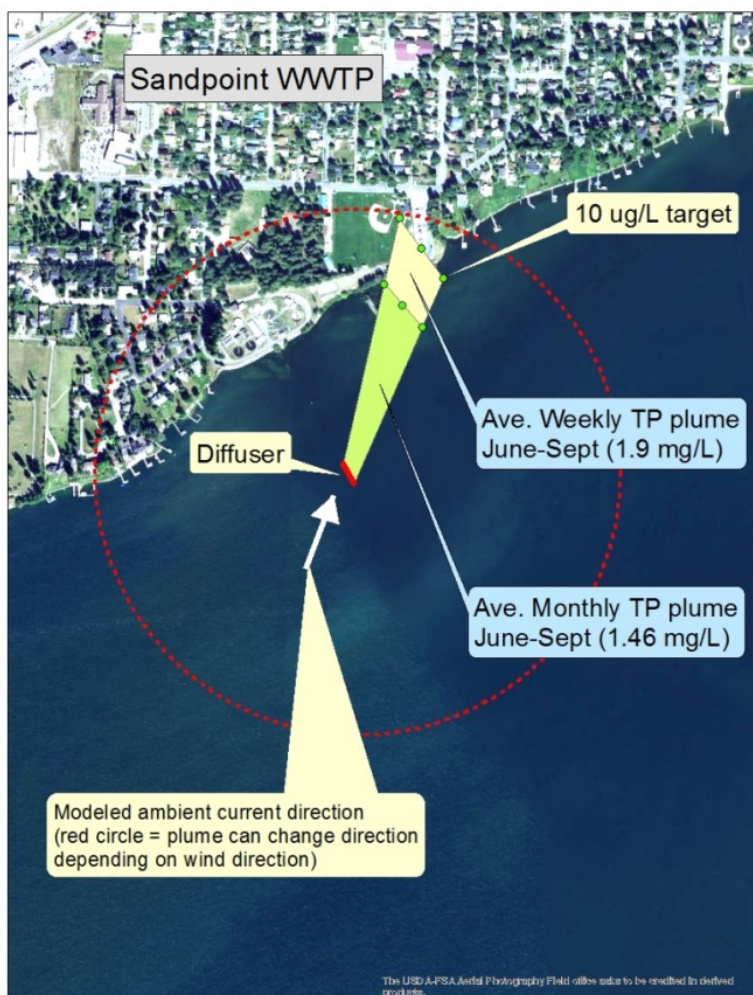 Sandpoint WWTP
10 ug/L target
Ave. Weekly TP plume
June-Sept (1.9 mg/L)
Diffuser
Ave. Monthly TP plume
June-Sept (1.46 mg/L)
Modeled ambient current direction
(red circle = plume can change direction
depending on wind direction)
The USDA-FSA Aerial Photography Field office asks to be credited in derived
products.